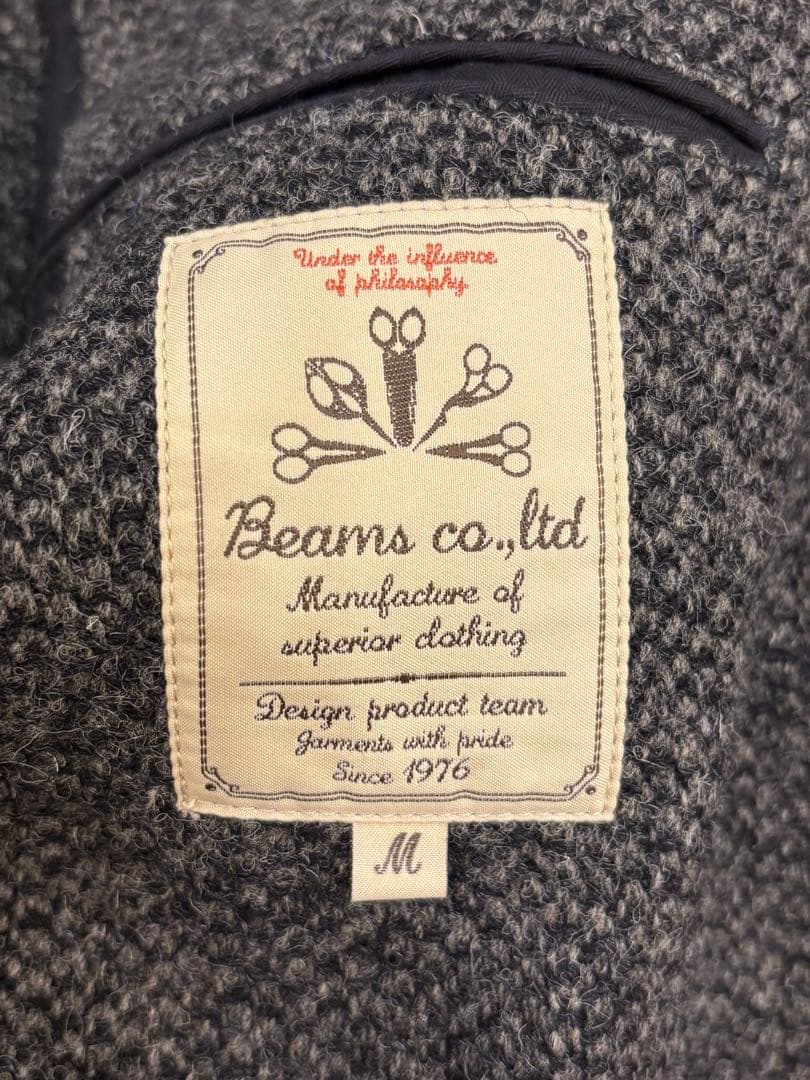 Under the influence
of philosophy
Beams co.,ltd
Manufacture of
superior clothing
Design product team
garments with pride
Since 1976
M